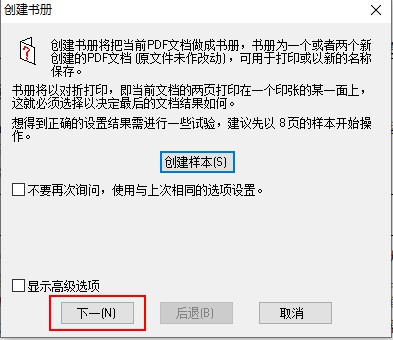 创建书册
创建书册将把当前PDF文档做成书册，书册为一个或者两个新
创建的PDF文档 (原文件未作改动) ，可用于打印或以新的名称
保存。
书册将以对折打印，即当前文档的两页打印在一个印张的某一面上，
这就必须选择以决定最后的文档结果如何。
想得到正确的设置结果需进行一些试验，建议先以 8 页的样本开始操
作。
创建样本(S)
不要再次询问，使用与上次相同的选项设置。
显示高级选项
下一(N)
后退(B)
取消